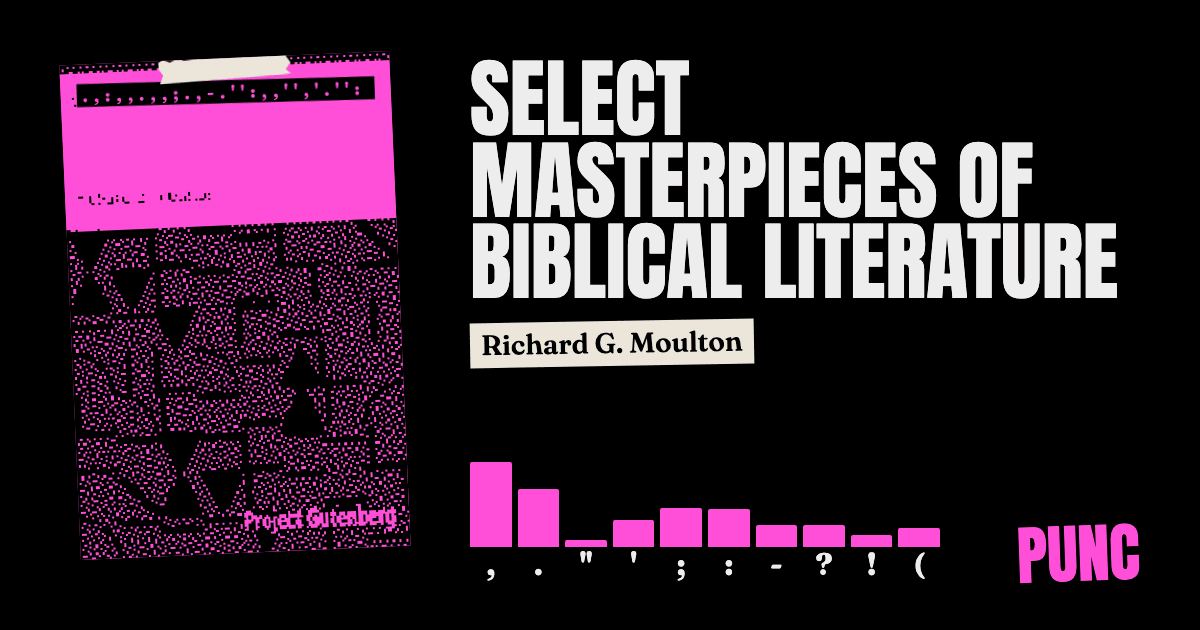 .,:,,.,,;.,-.'':,,'','.'':
SELECT
MASTERPIECES OF
BIBLICAL LITERATURE
Richard G. Moulton
, . " ' ; : - ? ! (
Project Gutenberg
PUNC